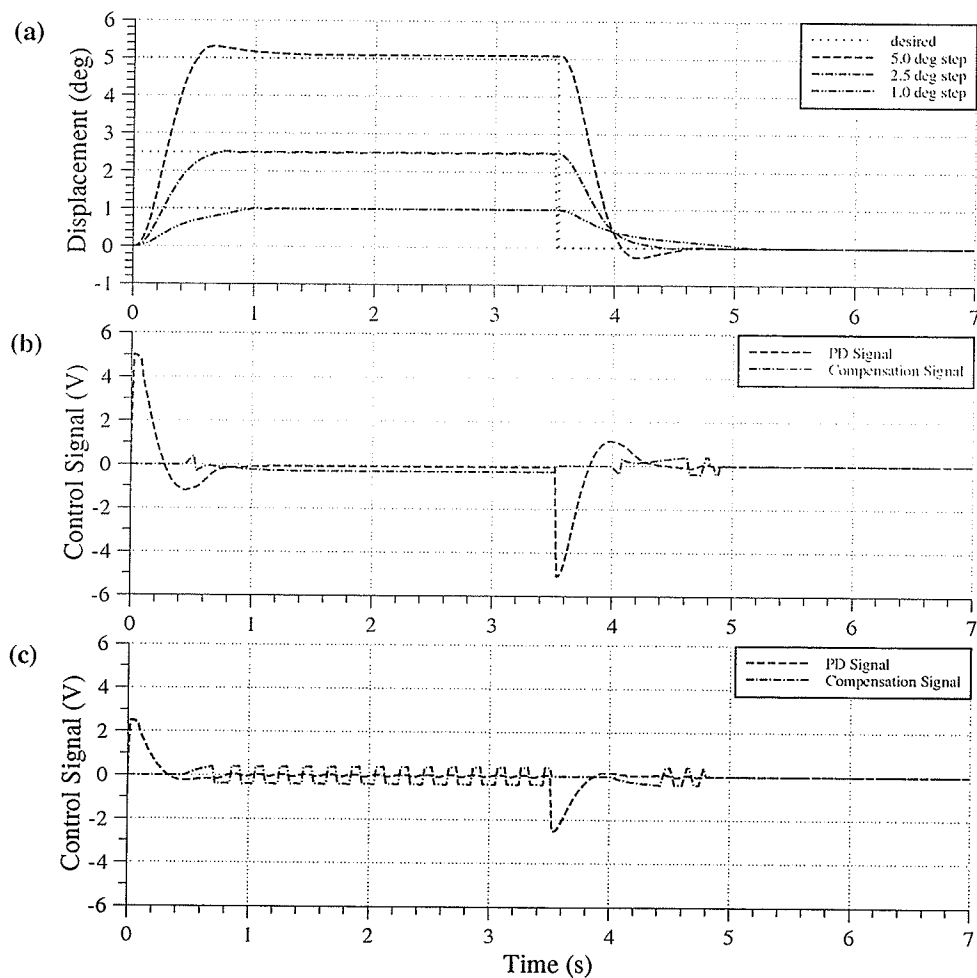 (a)
Displacement (deg)
6
5
4
3
2
1
0
-1
0 1 2 3 4 5 6 7
desired
5.0 deg step
2.5 deg step
1.0 deg step
(b)
Control Signal (V)
6
4
2
0
-2
-4
-6
0 1 2 3 4 5 6 7
PD Signal
Compensation Signal
(c)
Control Signal (V)
6
4
2
0
-2
-4
-6
0 1 2 3 4 5 6 7
PD Signal
Compensation Signal
Time (s)